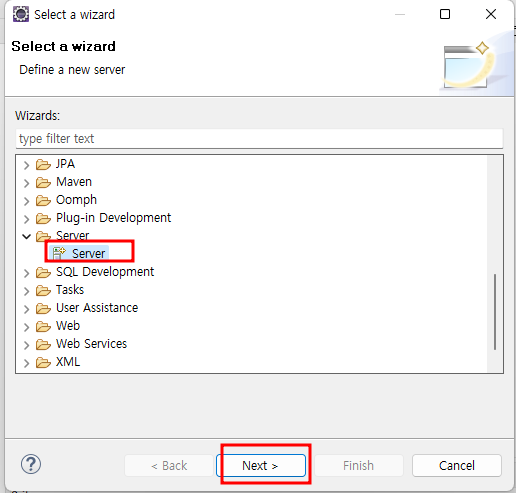 Select a wizard
Select a wizard
Define a new server
Wizards:
type filter text
JPA
Maven
Oomph
Plug-in Development
Server
Server
SQL Development
Tasks
User Assistance
Web
Web Services
XML
?
< Back
Next >
Finish
Cancel